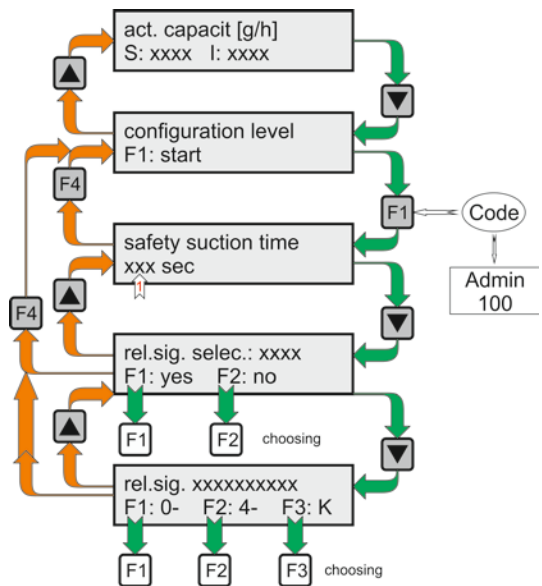 act. capacit [g/h]
S: xxxx I: xxxx
configuration level
F1: start
F4
F1
Code
safety suction time
xxx sec
1
Admin
100
F4
rel.sig. selec.: xxxx
F1: yes F2: no
F1 F2 choosing
rel.sig. xxxxxxxxxx
F1: 0- F2: 4- F3: K
F1 F2 F3 choosing